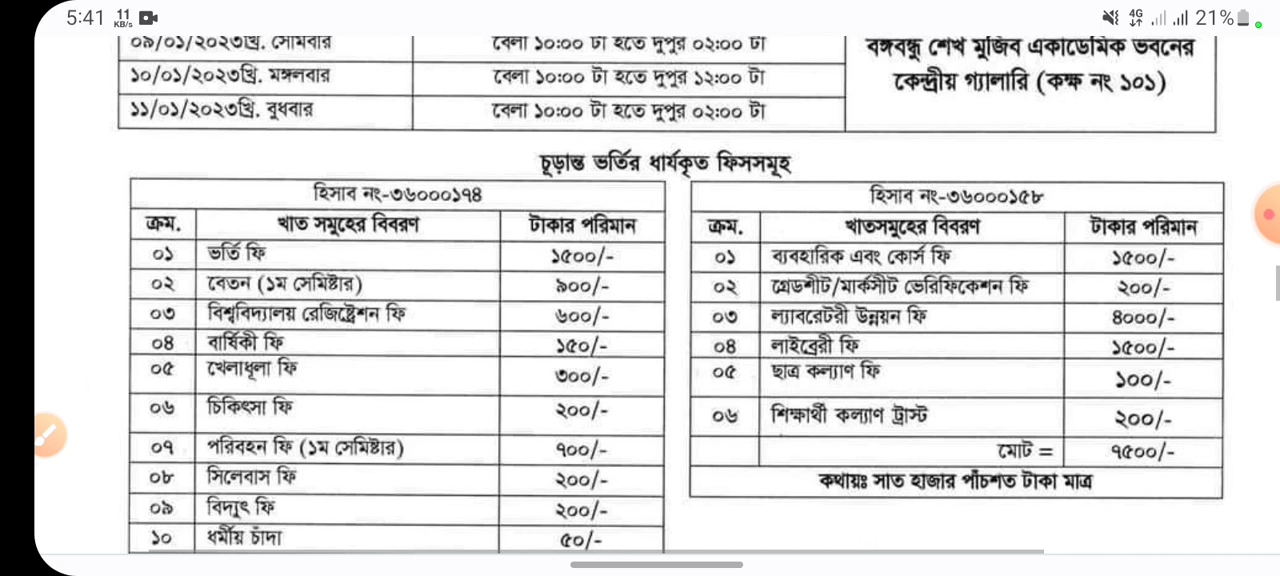 5:41 11 KB/s 4G 21%
০৯/০১/২০২৩খ্রি. সোমবার বেলা ১০:০০ টা হতে দুপুর ০২:০০ টা বঙ্গবন্ধু শেখ মুজিব একাডেমিক ভবনের
১০/০১/২০২৩খ্রি. মঙ্গলবার বেলা ১০:০০ টা হতে দুপুর ১২:০০ টা কেন্দ্রীয় গ্যালারি (কক্ষ নং ১০১)
১১/০১/২০২৩খ্রি. বুধবার বেলা ১০:০০ টা হতে দুপুর ০২:০০ টা
চূড়ান্ত ভর্তির ধার্যকৃত ফিসসমূহ
হিসাব নং-৩৬০০০১৭৪
ক্রম. খাত সমুহের বিবরণ টাকার পরিমান
০১ ভর্তি ফি ১৫০০/-
০২ বেতন (১ম সেমিষ্টার) ৯০০/-
০৩ বিশ্ববিদ্যালয় রেজিষ্ট্রেশন ফি ৬০০/-
০৪ বার্ষিকী ফি ১৫০/-
০৫ খেলাধূলা ফি ৩০০/-
০৬ চিকিৎসা ফি ২০০/-
০৭ পরিবহন ফি (১ম সেমিষ্টার) ৭০০/-
০৮ সিলেবাস ফি ২০০/-
০৯ বিদ্যুৎ ফি ২০০/-
১০ ধর্মীয় চাঁদা ৫০/-
হিসাব নং-৩৬০০০১৫৮
ক্রম. খাতসমুহের বিবরণ টাকার পরিমান
০১ ব্যবহারিক এবং কোর্স ফি ১৫০০/-
০২ গ্রেডশীট/মার্কসীট ভেরিফিকেশন ফি ২০০/-
০৩ ল্যাবরেটরী উন্নয়ন ফি ৪০০০/-
০৪ লাইব্রেরী ফি ১৫০০/-
০৫ ছাত্র কল্যাণ ফি ১০০/-
০৬ শিক্ষার্থী কল্যাণ ট্রাস্ট ২০০/-
মোট = ৭৫০০/-
কথায়ঃ সাত হাজার পাঁচশত টাকা মাত্র